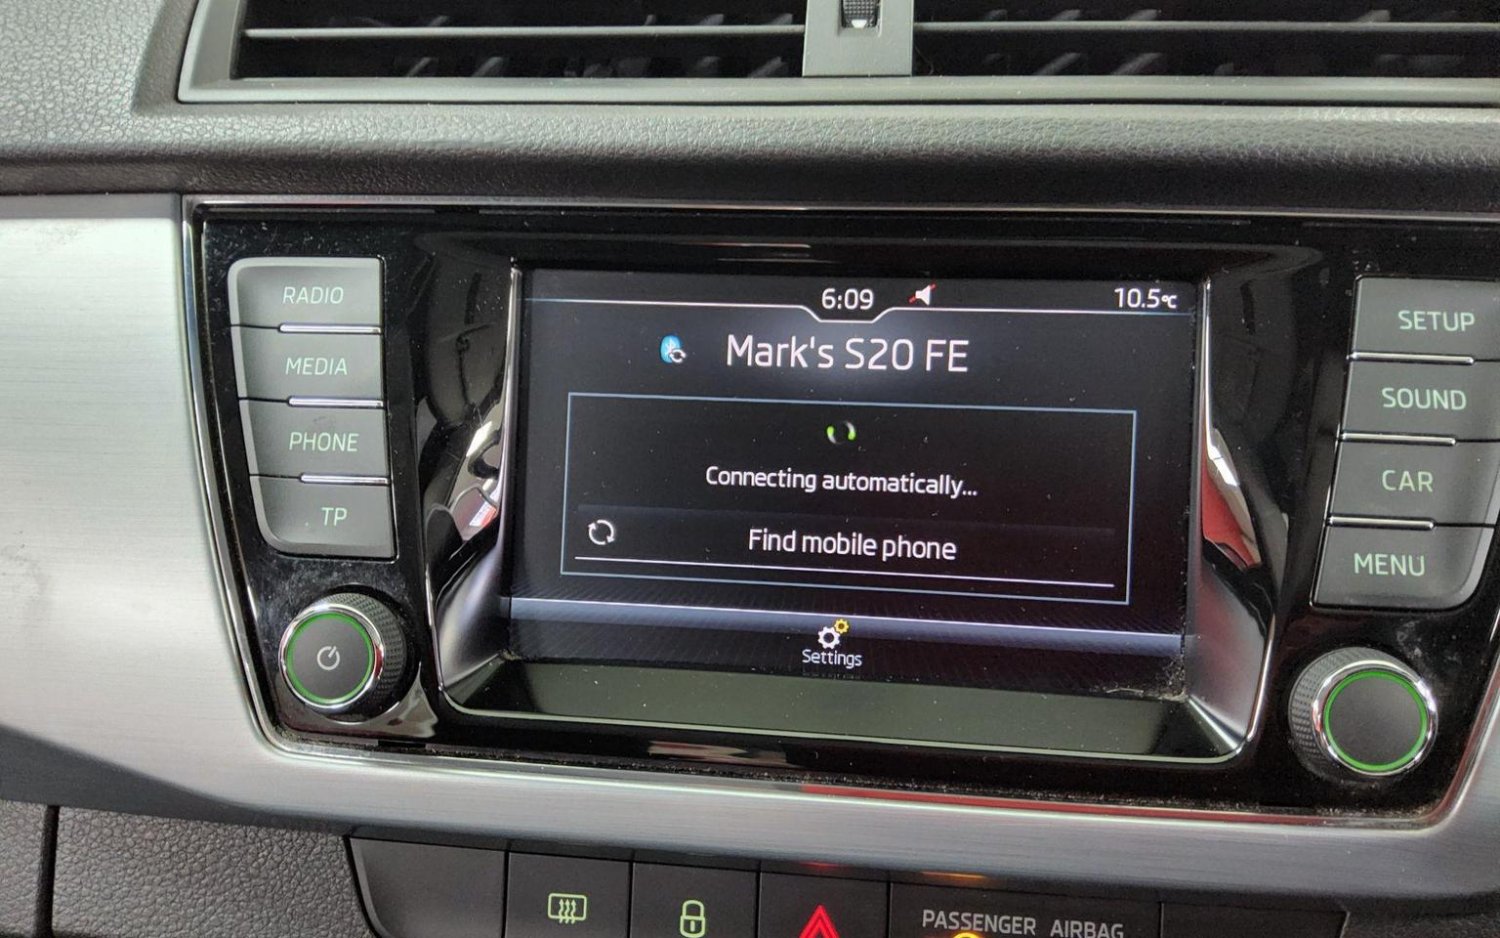 6:09
10.5°C
Mark's S20 FE
Connecting automatically...
Find mobile phone
Settings
RADIO
MEDIA
PHONE
TP
SETUP
SOUND
CAR
MENU
PASSENGER AIRBAG